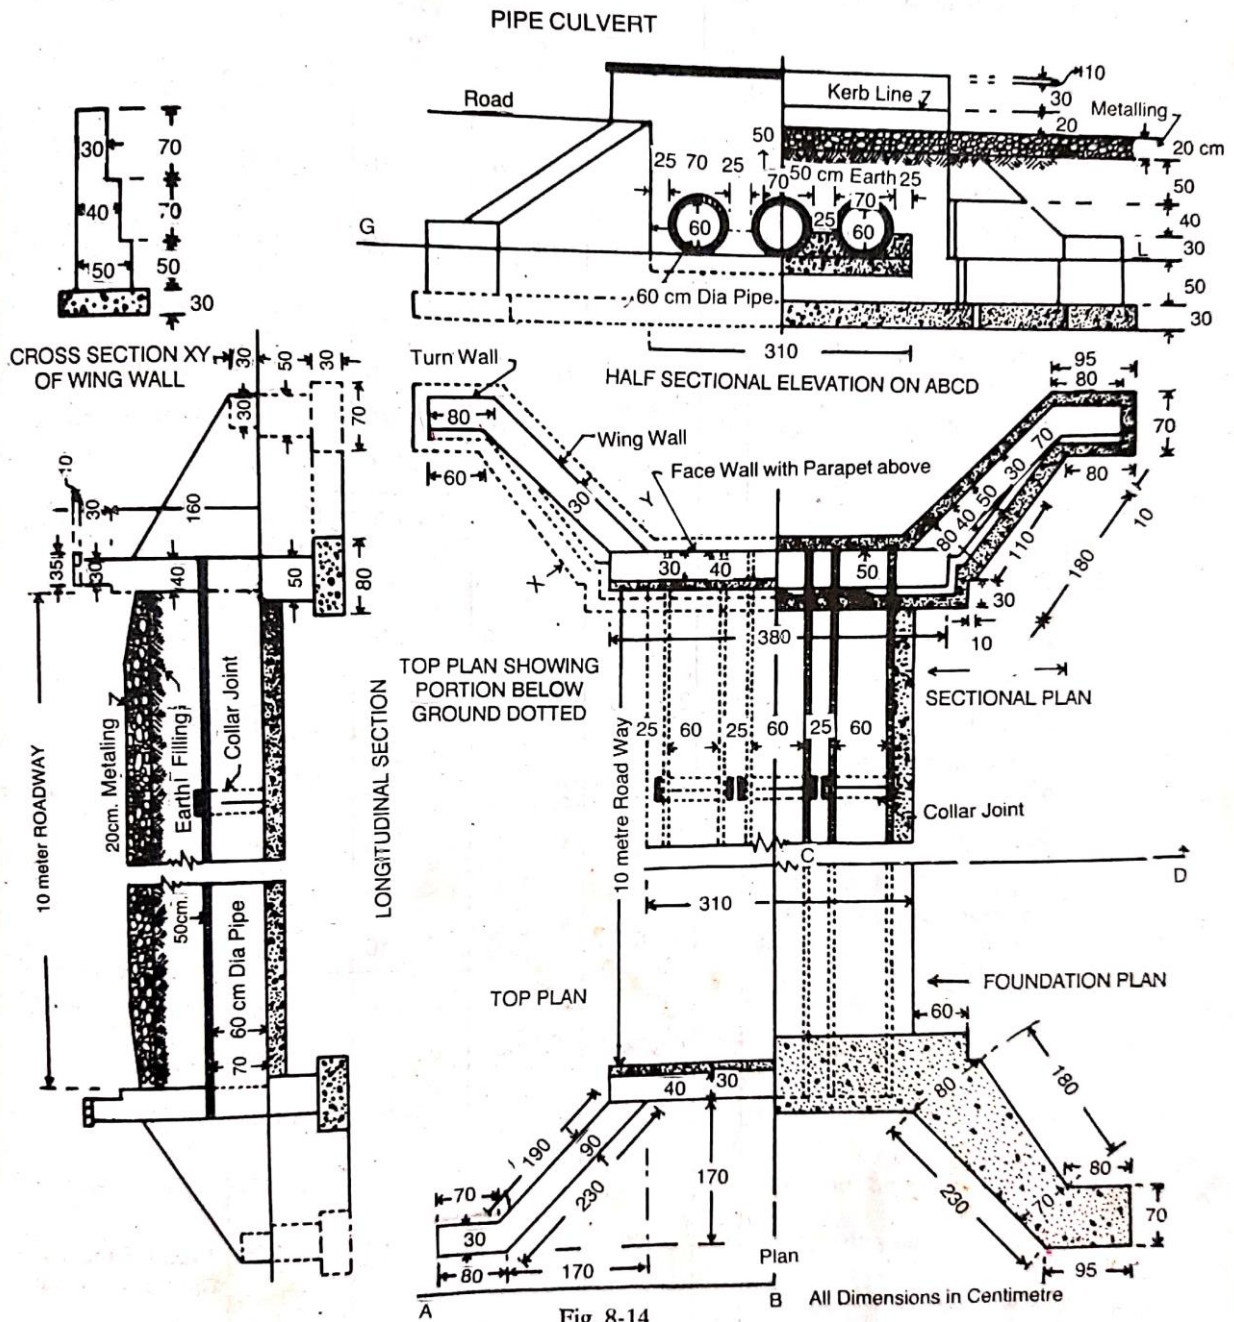 PIPE CULVERT
Road
Kerb Line
10
30
Metalling
20
20 cm
50
25 70 25
50 cm Earth
70
70
25
25
60
60
50
40
30
50
30
G
L
60 cm Dia Pipe
310
30
70
40
70
50
50
30
CROSS SECTION XY
OF WING WALL
HALF SECTIONAL ELEVATION ON ABCD
30
50
30
30
70
10
30
160
35
30
40
50
80
10 meter ROADWAY
20cm. Metaling
Earth Filling
Collar Joint
50cm.
60 cm Dia Pipe
70
LONGITUDINAL SECTION
Turn Wall
80
60
Wing Wall
30
Y
X
Face Wall with Parapet above
30
40
50
95
80
70
80
70
30
50
40
80
110
180
10
30
10
380
TOP PLAN SHOWING
PORTION BELOW
GROUND DOTTED
SECTIONAL PLAN
25
60
25
60
25
60
10 metre Road Way
Collar Joint
C
D
310
TOP PLAN
FOUNDATION PLAN
60
40
30
80
180
190
90
230
170
70
30
80
170
230
70
80
70
95
Plan
A
B
All Dimensions in Centimetre
Fig. 8-14